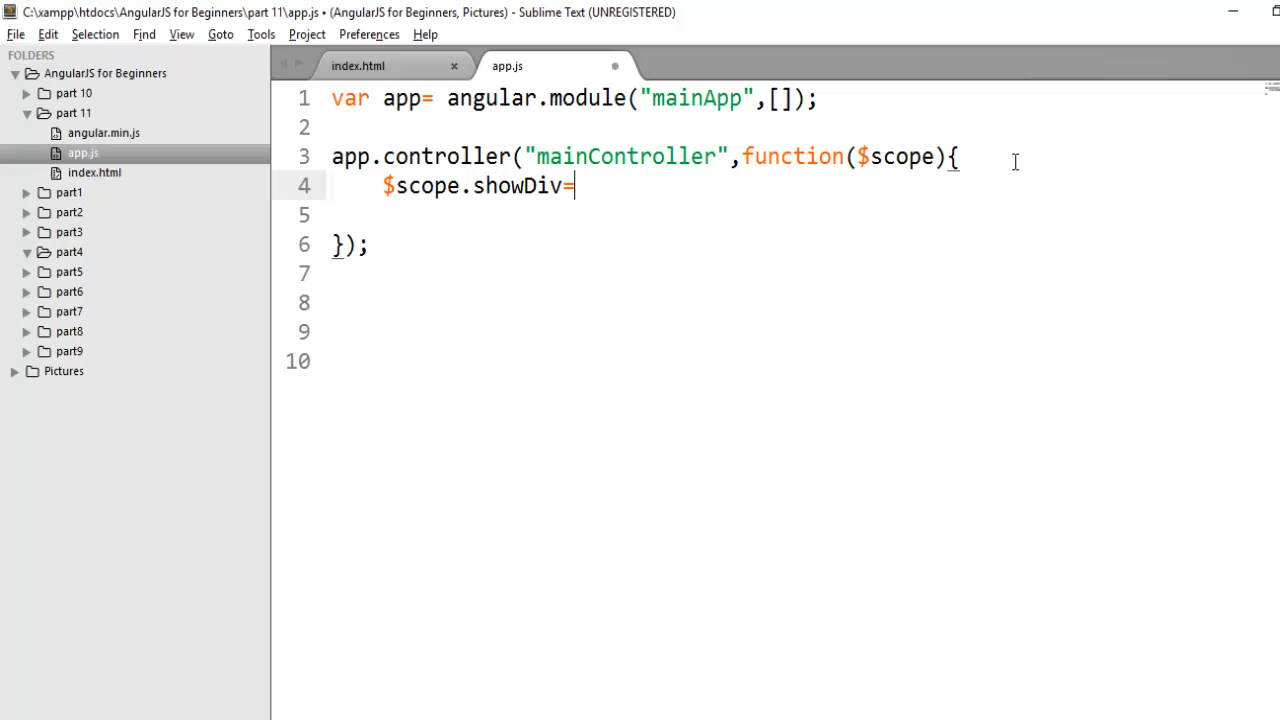 C:\xampp\htdocs\AngularJS for Beginners\part 11\app.js • (AngularJS for Beginners, Pictures) - Sublime Text (UNREGISTERED)
File Edit Selection Find View Goto Tools Project Preferences Help
FOLDERS
AngularJS for Beginners
part 10
part 11
angular.min.js
app.js
index.html
part1
part2
part3
part4
part5
part6
part7
part8
part9
Pictures
index.html × app.js
1 var app= angular.module("mainApp",[]);
2
3 app.controller("mainController",function($scope){
4 $scope.showDiv=
5
6 });
7
8
9
10